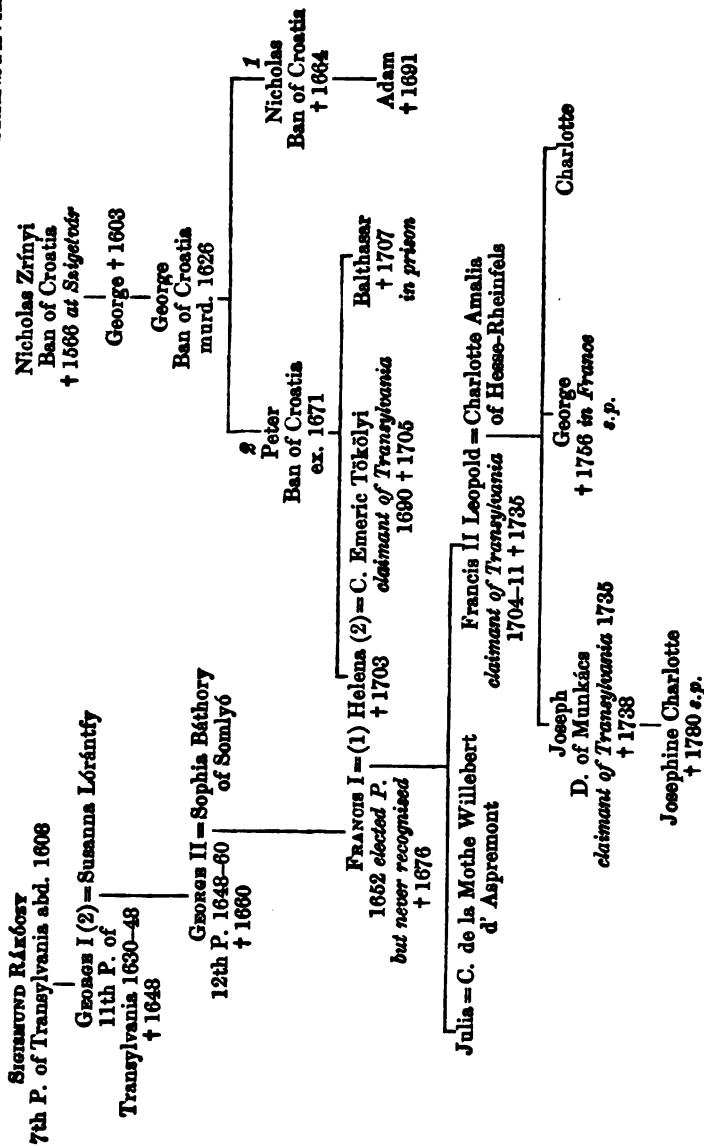 SIGISMUND RÁKÓCZY
7th P. of Transylvania abd. 1608
GEORGE I (2) = Susanna Lórántfy
11th P. of
Transylvania 1630–48
† 1648
GEORGE II = Sophia Báthory
12th P. 1648–60 of Somlyó
† 1660
Nicholas Zrínyi
Ban of Croatia
† 1566 at Szigetvár
George † 1603
George
Ban of Croatia
murd. 1626
2
Peter
Ban of Croatia
ex. 1671
1
Nicholas
Ban of Croatia
† 1664
Adam
† 1691
FRANCIS I = (1) Helena (2) = C. Emeric Tökölyi
1652 elected P.
but never recognised
† 1676
† 1703
claimant of Transylvania
1690 † 1705
Balthasar
† 1707
in prison
Julia = C. de la Mothe Willebert
d' Aspremont
Francis II Leopold = Charlotte Amalia
claimant of Transylvania of Hesse-Rheinfels
1704–11 † 1735
Joseph
D. of Munkács
claimant of Transylvania 1735
† 1738
Josephine Charlotte
† 1780 s.p.
George
† 1756 in France
s.p.
Charlotte